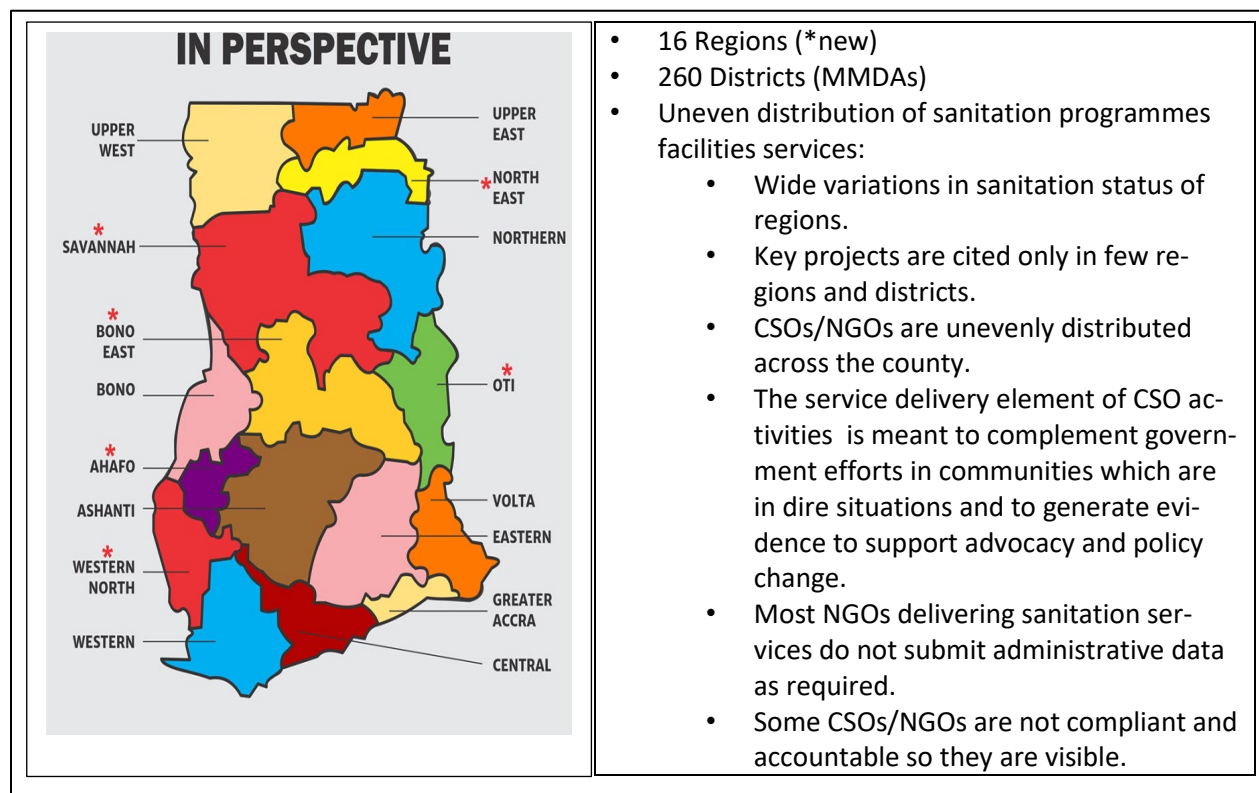 IN PERSPECTIVE
UPPER
WEST
UPPER
EAST
*NORTH
EAST
*
SAVANNAH
NORTHERN
*
BONO
EAST
BONO
*
OTI
*
AHAFO
ASHANTI
VOLTA
EASTERN
*
WESTERN
NORTH
GREATER
ACCRA
WESTERN
CENTRAL
• 16 Regions (*new)
• 260 Districts (MMDAs)
• Uneven distribution of sanitation programmes
facilities services:
• Wide variations in sanitation status of
regions.
• Key projects are cited only in few re-
gions and districts.
• CSOs/NGOs are unevenly distributed
across the county.
• The service delivery element of CSO ac-
tivities is meant to complement govern-
ment efforts in communities which are
in dire situations and to generate evi-
dence to support advocacy and policy
change.
• Most NGOs delivering sanitation ser-
vices do not submit administrative data
as required.
• Some CSOs/NGOs are not compliant and
accountable so they are visible.